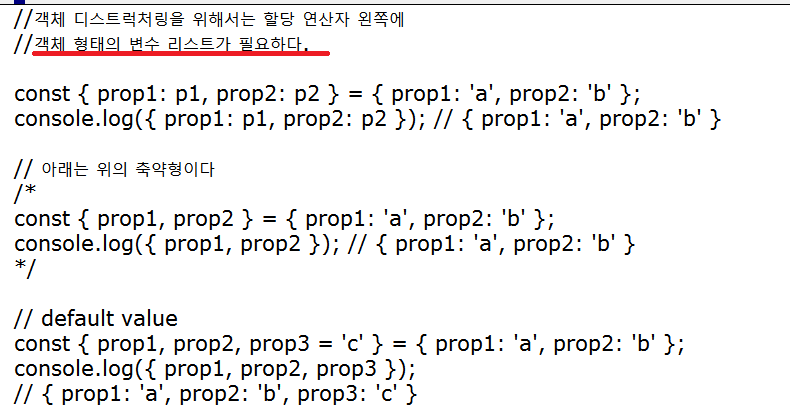 //객체 디스트럭처링을 위해서는 할당 연산자 왼쪽에
//객체 형태의 변수 리스트가 필요하다.
const { prop1: p1, prop2: p2 } = { prop1: 'a', prop2: 'b' };
console.log({ prop1: p1, prop2: p2 }); // { prop1: 'a', prop2: 'b' }
// 아래는 위의 축약형이다
/*
const { prop1, prop2 } = { prop1: 'a', prop2: 'b' };
console.log({ prop1, prop2 }); // { prop1: 'a', prop2: 'b' }
*/
// default value
const { prop1, prop2, prop3 = 'c' } = { prop1: 'a', prop2: 'b' };
console.log({ prop1, prop2, prop3 });
// { prop1: 'a', prop2: 'b', prop3: 'c' }